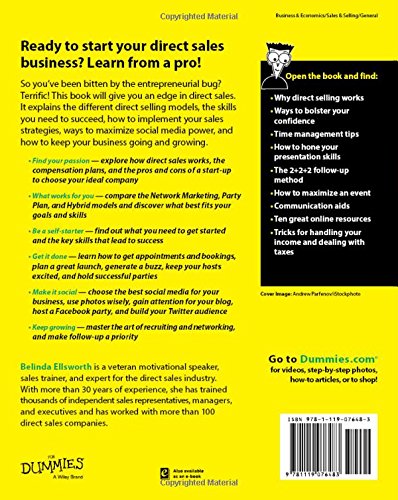 Copyrighted Material
Business & Economics/Sales & Selling/General
Ready to start your direct sales
business? Learn from a pro!
So you've been bitten by the entrepreneurial bug?
Terrific! This book will give you an edge in direct sales.
It explains the different direct selling models, the skills
you need to succeed, how to implement your sales
strategies, ways to maximize social media power, and
how to keep your business going and growing.
• Find your passion — explore how direct sales works, the
compensation plans, and the pros and cons of a start-up
to choose your ideal company
• What works for you — compare the Network Marketing, Party
Plan, and Hybrid models and discover what best fits your
goals and skills
• Be a self-starter — find out what you need to get started
and the key skills that lead to success
• Get it done — learn how to get appointments and bookings,
plan a great launch, generate a buzz, keep your hosts
excited, and hold successful parties
• Make it social — choose the best social media for your
business, use photos wisely, gain attention for your blog,
host a Facebook party, and build your Twitter audience
• Keep growing — master the art of recruiting and networking,
and make follow-up a priority
Belinda Ellsworth is a veteran motivational speaker,
sales trainer, and expert for the direct sales industry.
With more than 30 years of experience, she has trained
thousands of independent sales representatives, managers,
and executives and has worked with more than 100
direct sales companies.
Open the book and find:
• Why direct selling works
• Ways to bolster your
confidence
• Time management tips
• How to hone your
presentation skills
• The 2+2+2 follow-up
method
• How to maximize an event
• Communication aids
• Ten great online resources
• Tricks for handling your
income and dealing with
taxes
Cover Image: Andrew Parfenov/iStockphoto
Go to Dummies.com®
for videos, step-by-step photos,
how-to articles, or to shop!
FOR
DUMMIES
A Wiley Brand
e
Also available
as an e-book
ISBN 978-1-119-07648-3
9 781119 076483
Copyrighted Material